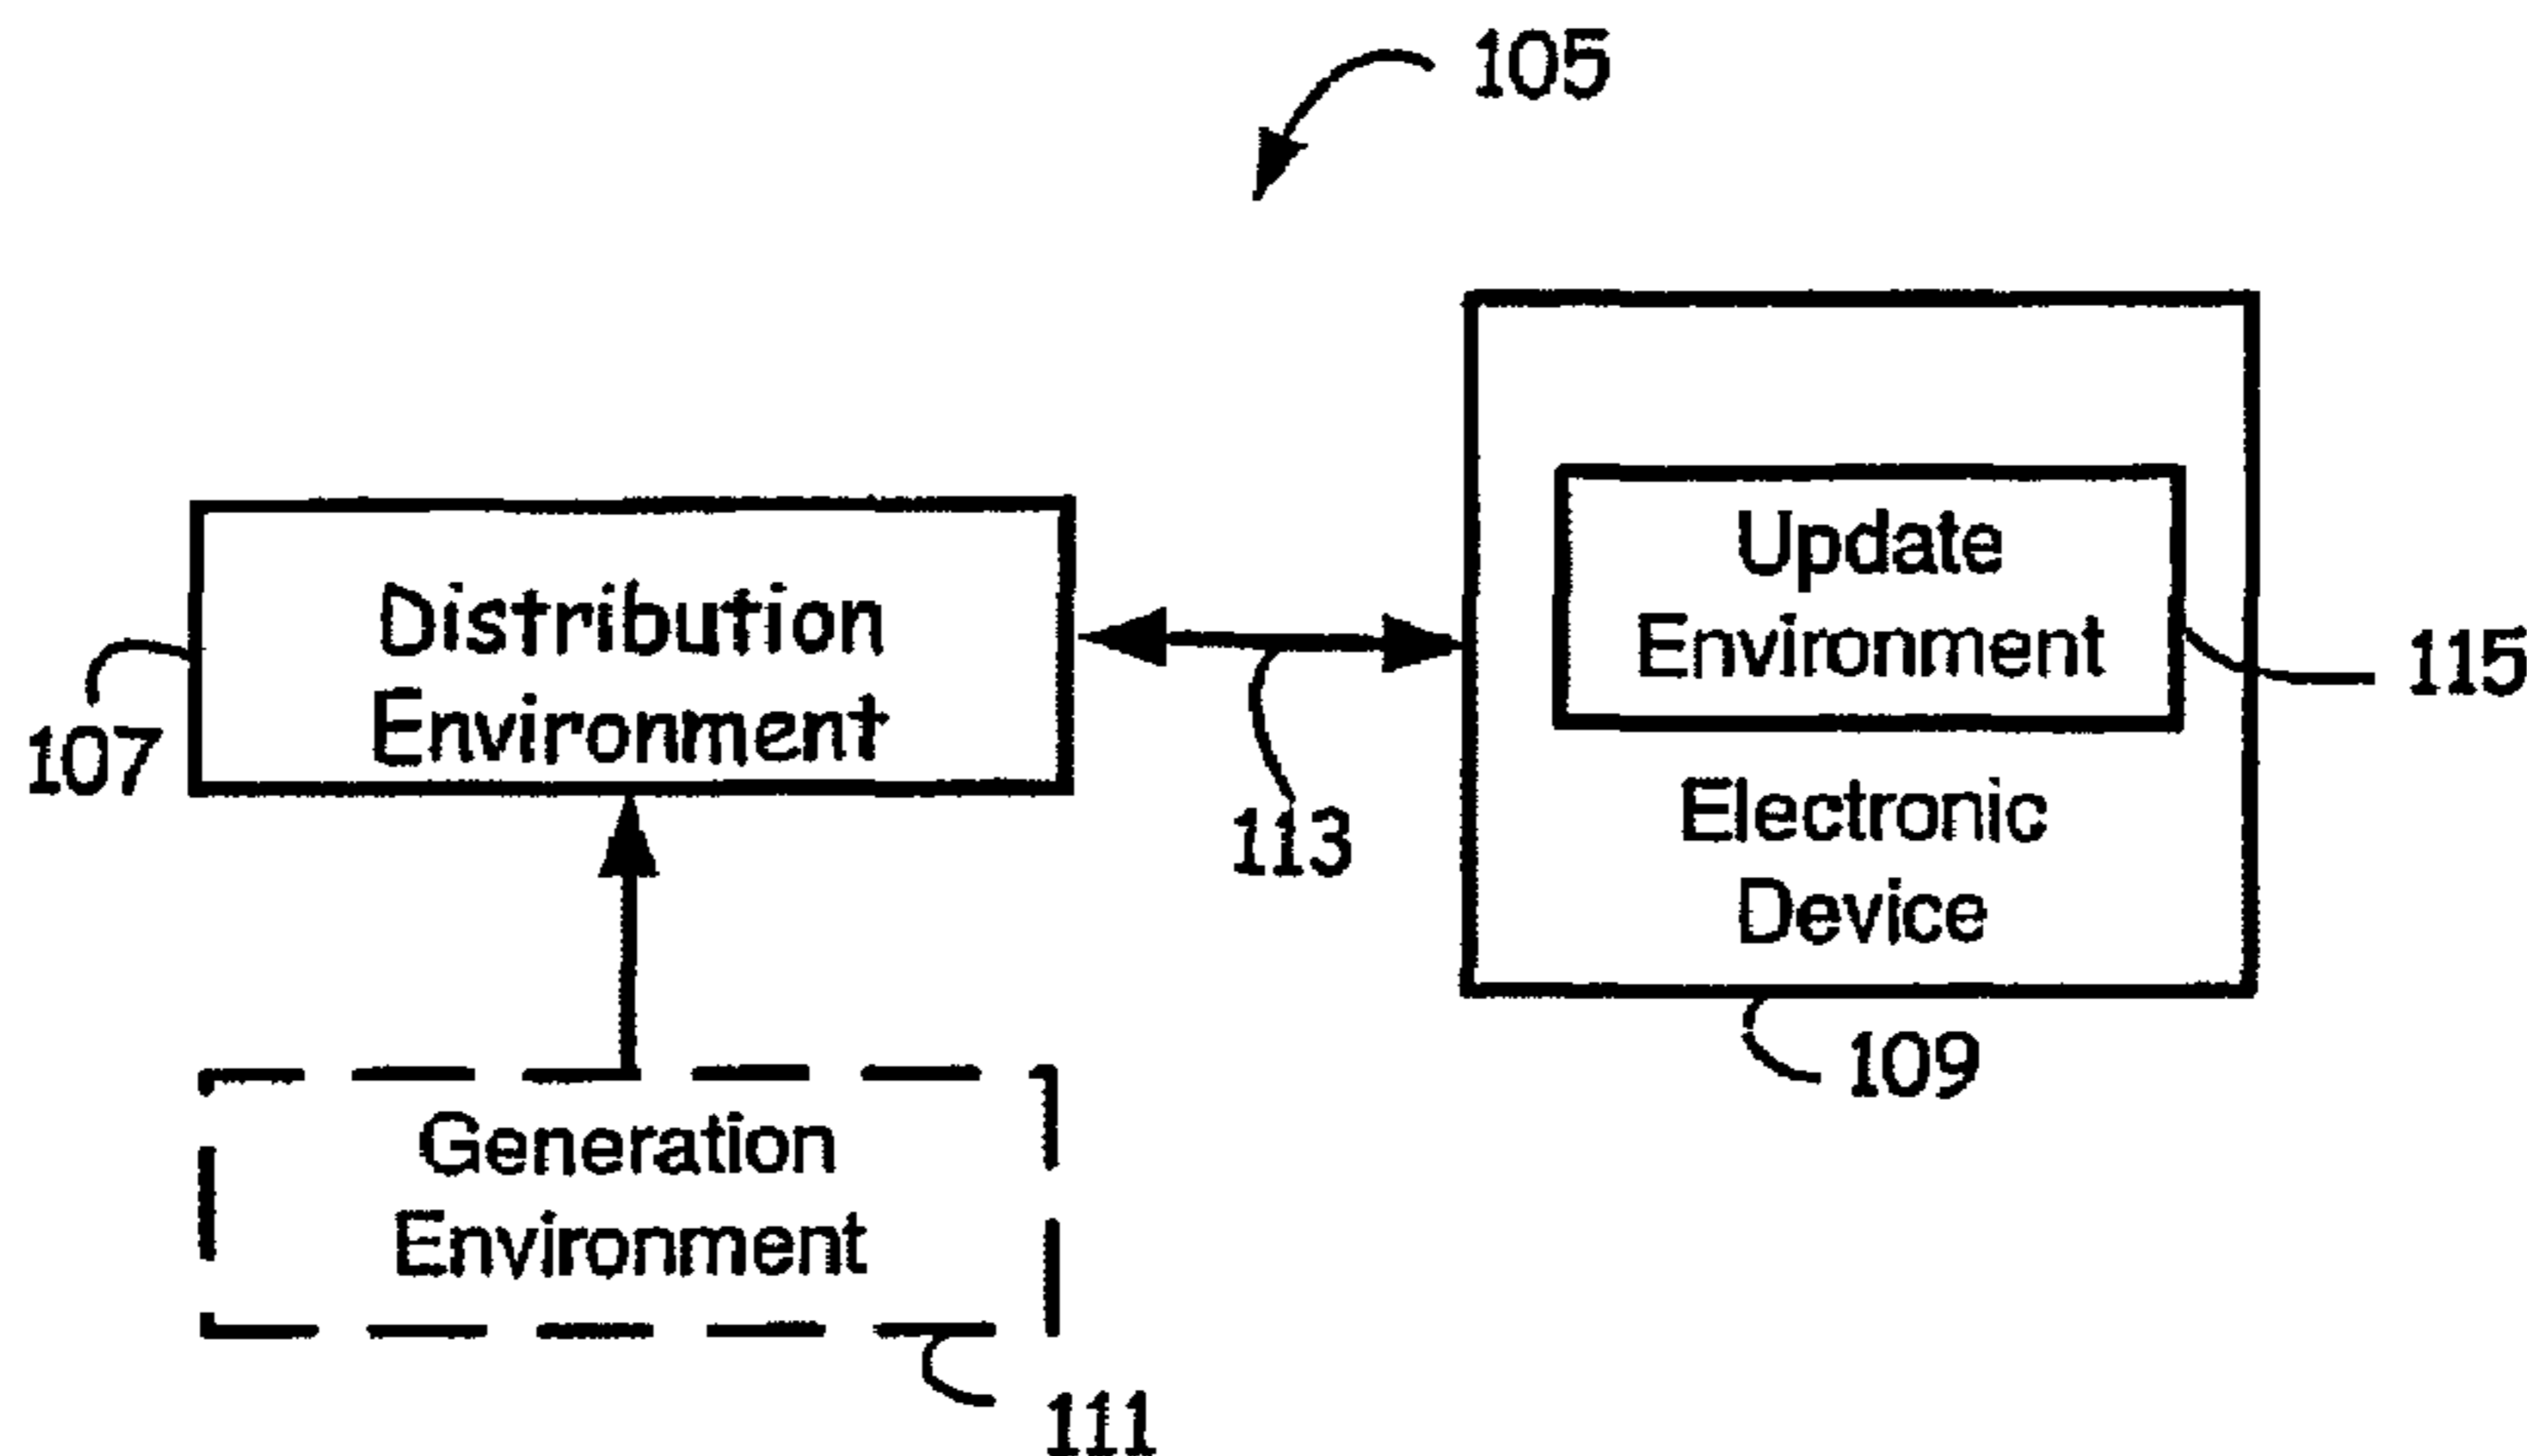 105
Update
Environment
115
Distribution
Environment
107
113
Electronic
Device
109
Generation
Environment
111